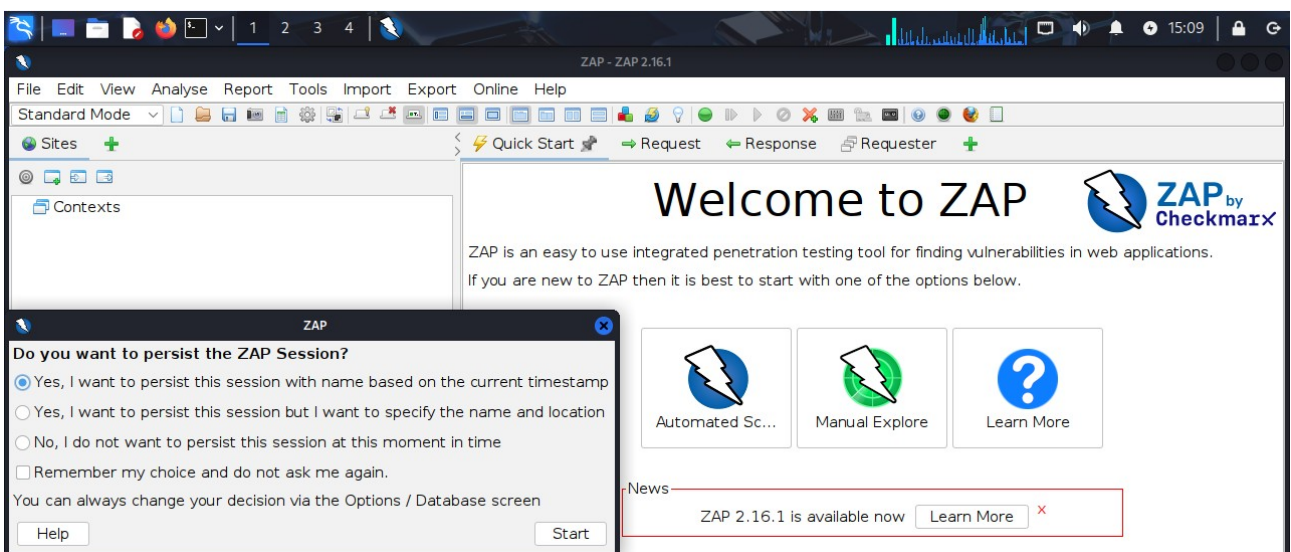 1 2 3 4 15:09
ZAP - ZAP 2.16.1
File Edit View Analyse Report Tools Import Export Online Help
Standard Mode
Sites Quick Start Request Response Requester
Contexts
Welcome to ZAP
ZAP by
Checkmarx
ZAP is an easy to use integrated penetration testing tool for finding vulnerabilities in web applications.
If you are new to ZAP then it is best to start with one of the options below.
ZAP
Do you want to persist the ZAP Session?
Yes, I want to persist this session with name based on the current timestamp
Yes, I want to persist this session but I want to specify the name and location
No, I do not want to persist this session at this moment in time
Remember my choice and do not ask me again.
You can always change your decision via the Options / Database screen
Help Start
Automated Sc... Manual Explore Learn More
News
ZAP 2.16.1 is available now Learn More X